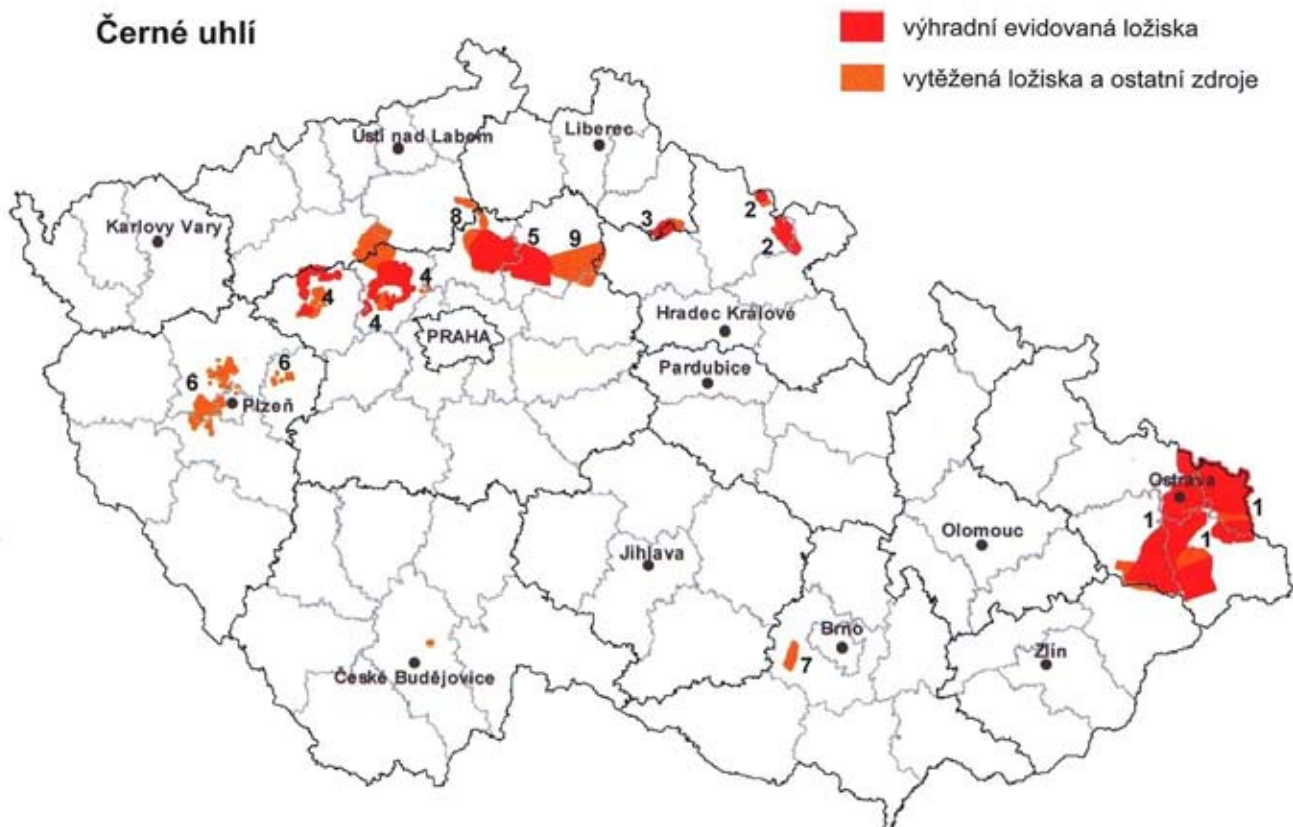 Černé uhlí
výhradní evidovaná ložiska
vytěžená ložiska a ostatní zdroje
Ústí nad Labem
Liberec
Karlovy Vary
8
5
9
3
2
2
4
4
4
PRAHA
Hradec Králové
Pardubice
6
6
Plzeň
Ostrava
1
1
1
Olomouc
Jihlava
Brno
7
Zlín
České Budějovice